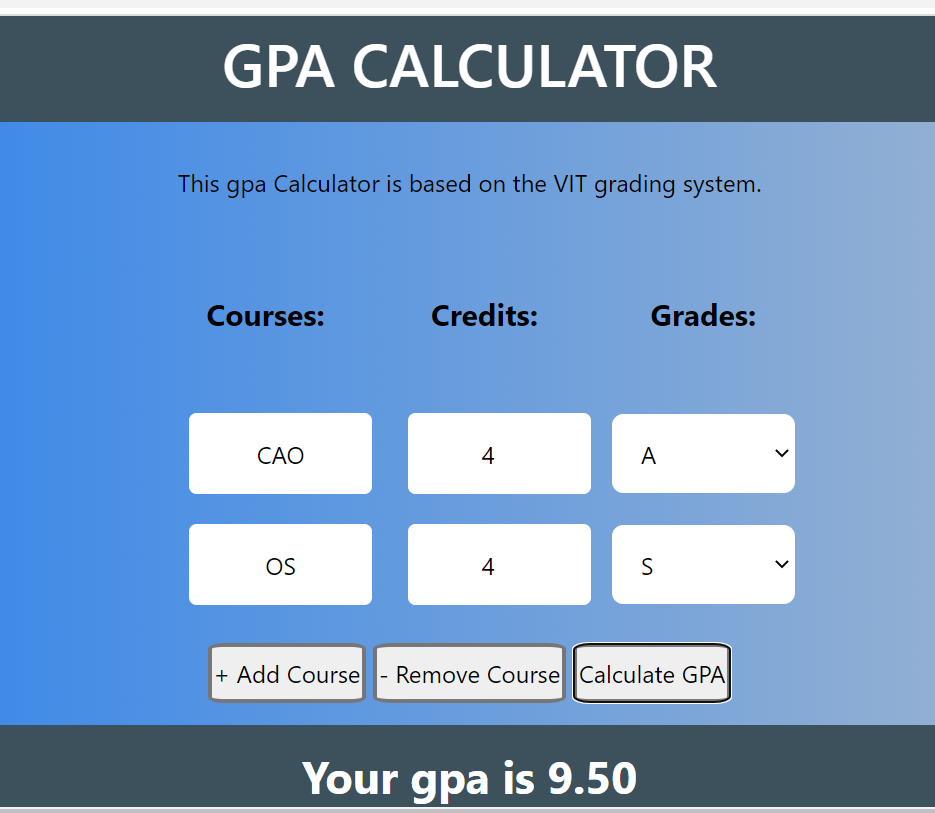 GPA CALCULATOR
This gpa Calculator is based on the VIT grading system.
Courses: Credits: Grades:
CAO 4 A
OS 4 S
+ Add Course - Remove Course Calculate GPA
Your gpa is 9.50